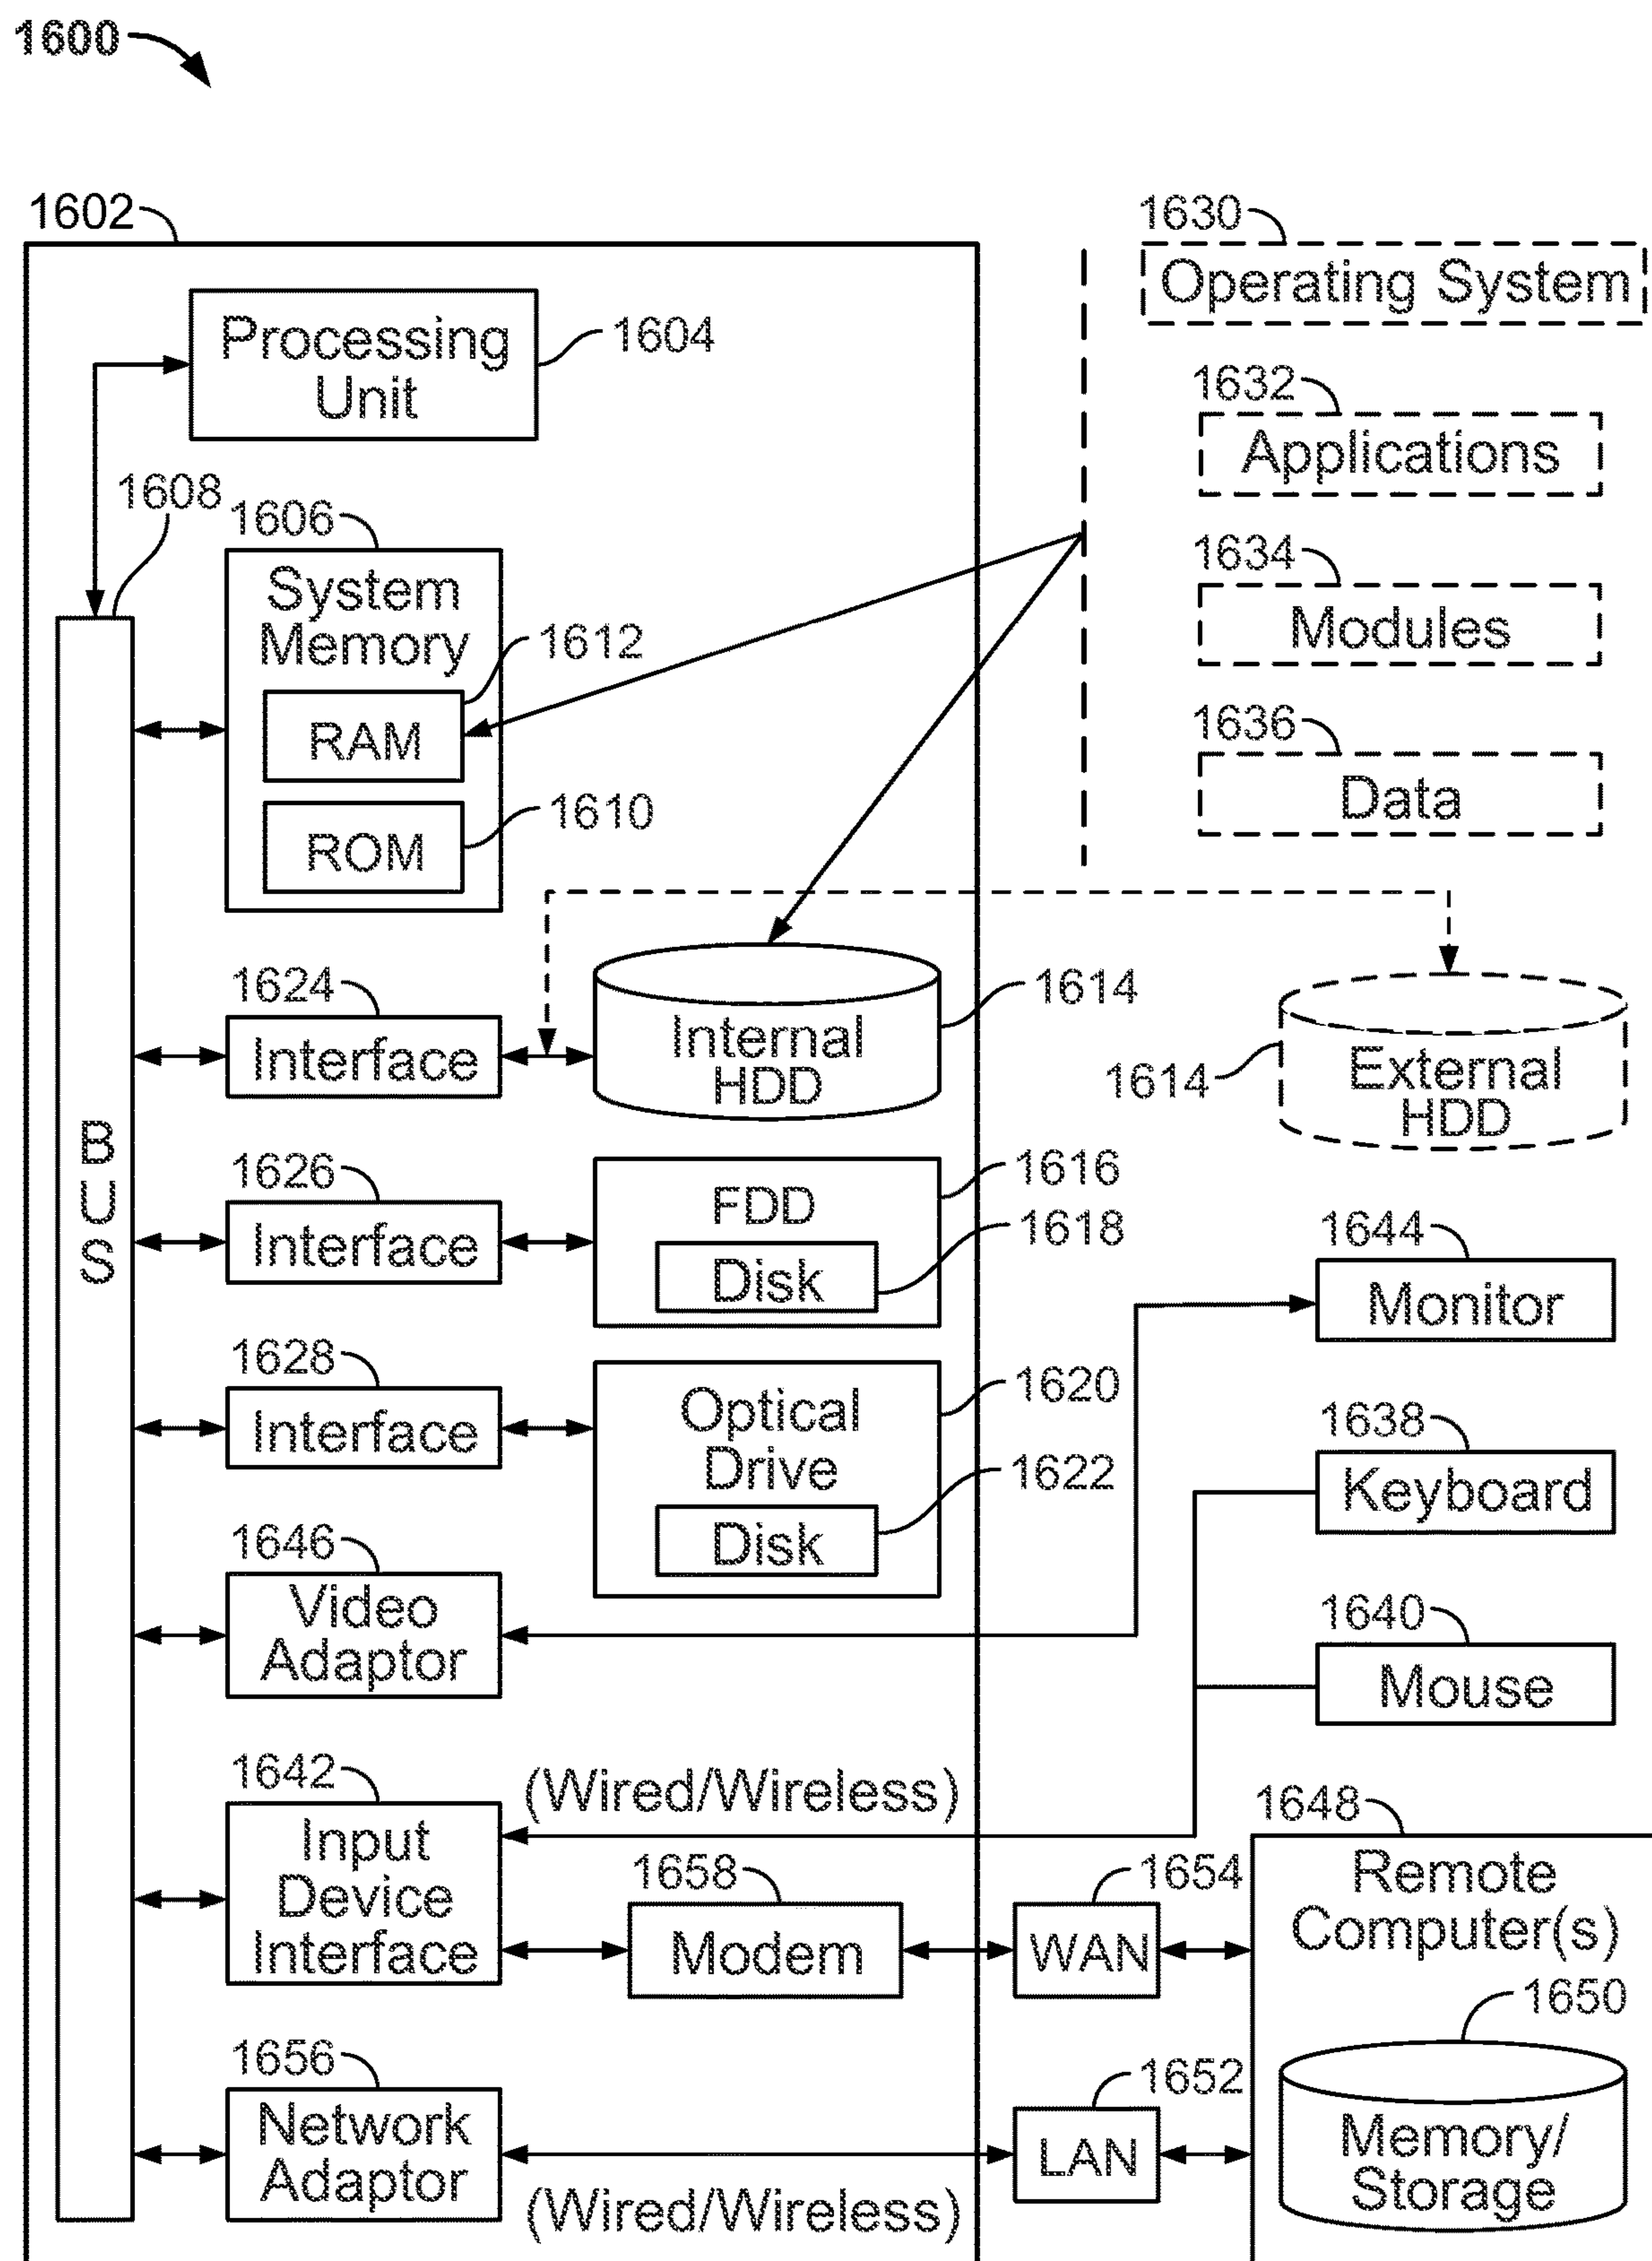 1600
1602
1630
Operating System
Processing
Unit
1604
1632
Applications
1608
1606
System
Memory
1612
RAM
1610
ROM
1634
Modules
1636
Data
1624
Interface
Internal
HDD
1614
1614
External
HDD
BUS
1626
Interface
FDD
1616
Disk
1618
1644
Monitor
1628
Interface
Optical
Drive
1620
Disk
1622
1638
Keyboard
1646
Video
Adaptor
1640
Mouse
1642
Input
Device
Interface
(Wired/Wireless)
1658
Modem
1654
WAN
1648
Remote
Computer(s)
1650
Memory/
Storage
1656
Network
Adaptor
(Wired/Wireless)
1652
LAN